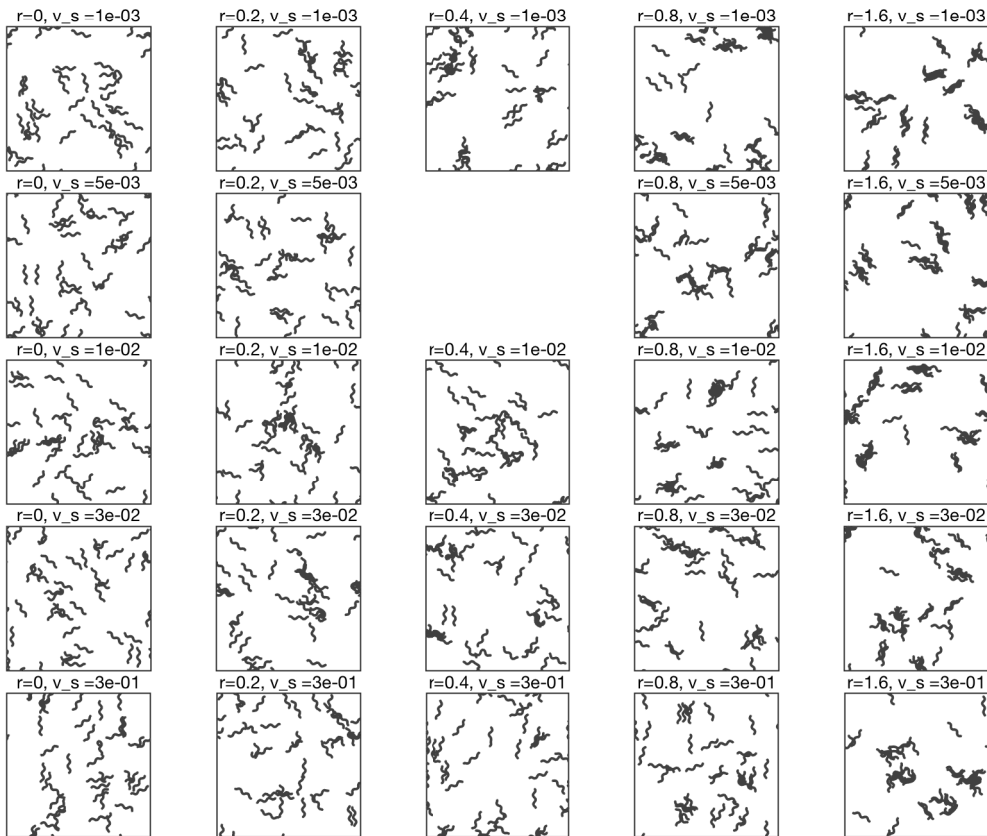 r=0, v_s =1e-03
r=0.2, v_s =1e-03
r=0.4, v_s =1e-03
r=0.8, v_s =1e-03
r=1.6, v_s =1e-03
r=0, v_s =5e-03
r=0.2, v_s =5e-03
r=0.8, v_s =5e-03
r=1.6, v_s =5e-03
r=0, v_s =1e-02
r=0.2, v_s =1e-02
r=0.4, v_s =1e-02
r=0.8, v_s =1e-02
r=1.6, v_s =1e-02
r=0, v_s =3e-02
r=0.2, v_s =3e-02
r=0.4, v_s =3e-02
r=0.8, v_s =3e-02
r=1.6, v_s =3e-02
r=0, v_s =3e-01
r=0.2, v_s =3e-01
r=0.4, v_s =3e-01
r=0.8, v_s =3e-01
r=1.6, v_s =3e-01